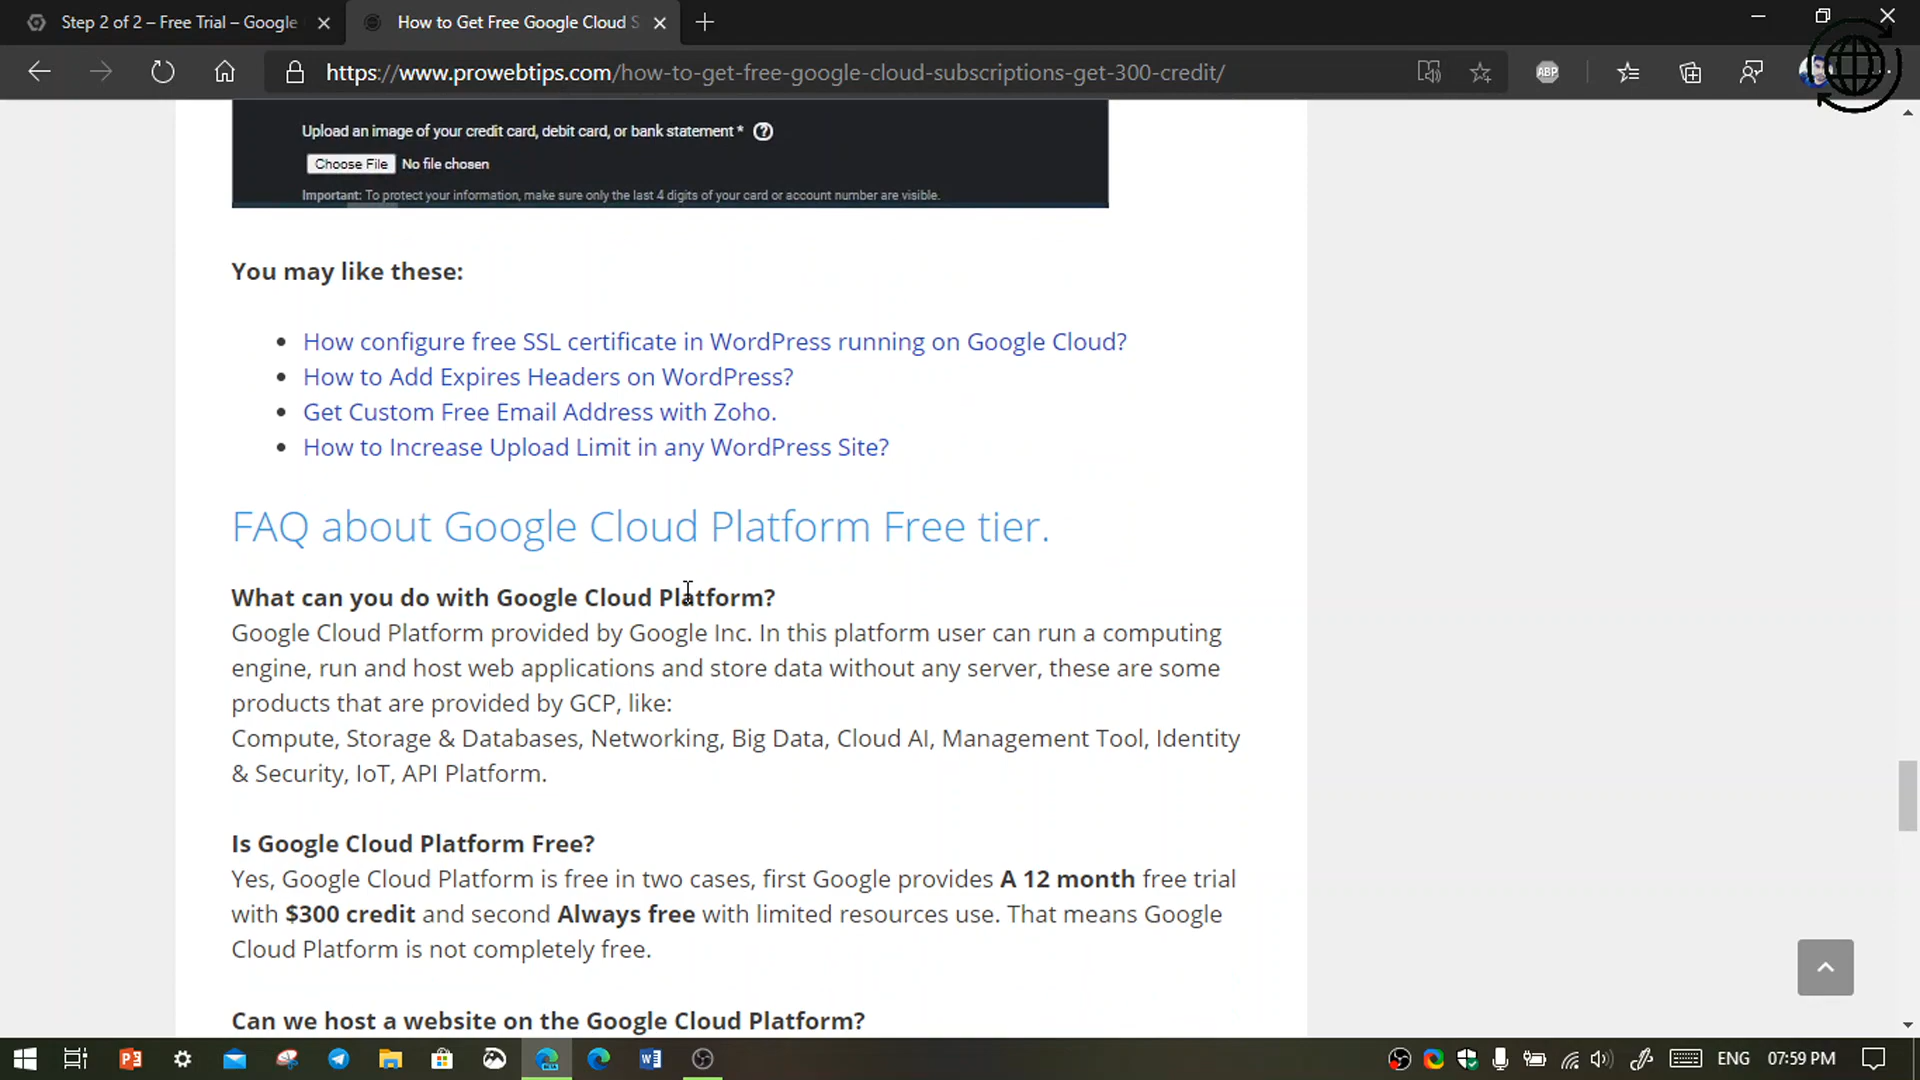 Step 2 of 2 – Free Trial – Google
How to Get Free Google Cloud S
https://www.prowebtips.com/how-to-get-free-google-cloud-subscriptions-get-300-credit/
ABP
Upload an image of your credit card, debit card, or bank statement * ?
Choose File No file chosen
Important: To protect your information, make sure only the last 4 digits of your card or account number are visible.
You may like these:
• How configure free SSL certificate in WordPress running on Google Cloud?
• How to Add Expires Headers on WordPress?
• Get Custom Free Email Address with Zoho.
• How to Increase Upload Limit in any WordPress Site?
FAQ about Google Cloud Platform Free tier.
What can you do with Google Cloud Platform?
Google Cloud Platform provided by Google Inc. In this platform user can run a computing
engine, run and host web applications and store data without any server, these are some
products that are provided by GCP, like:
Compute, Storage & Databases, Networking, Big Data, Cloud AI, Management Tool, Identity
& Security, IoT, API Platform.
Is Google Cloud Platform Free?
Yes, Google Cloud Platform is free in two cases, first Google provides A 12 month free trial
with $300 credit and second Always free with limited resources use. That means Google
Cloud Platform is not completely free.
Can we host a website on the Google Cloud Platform?
ENG 07:59 PM